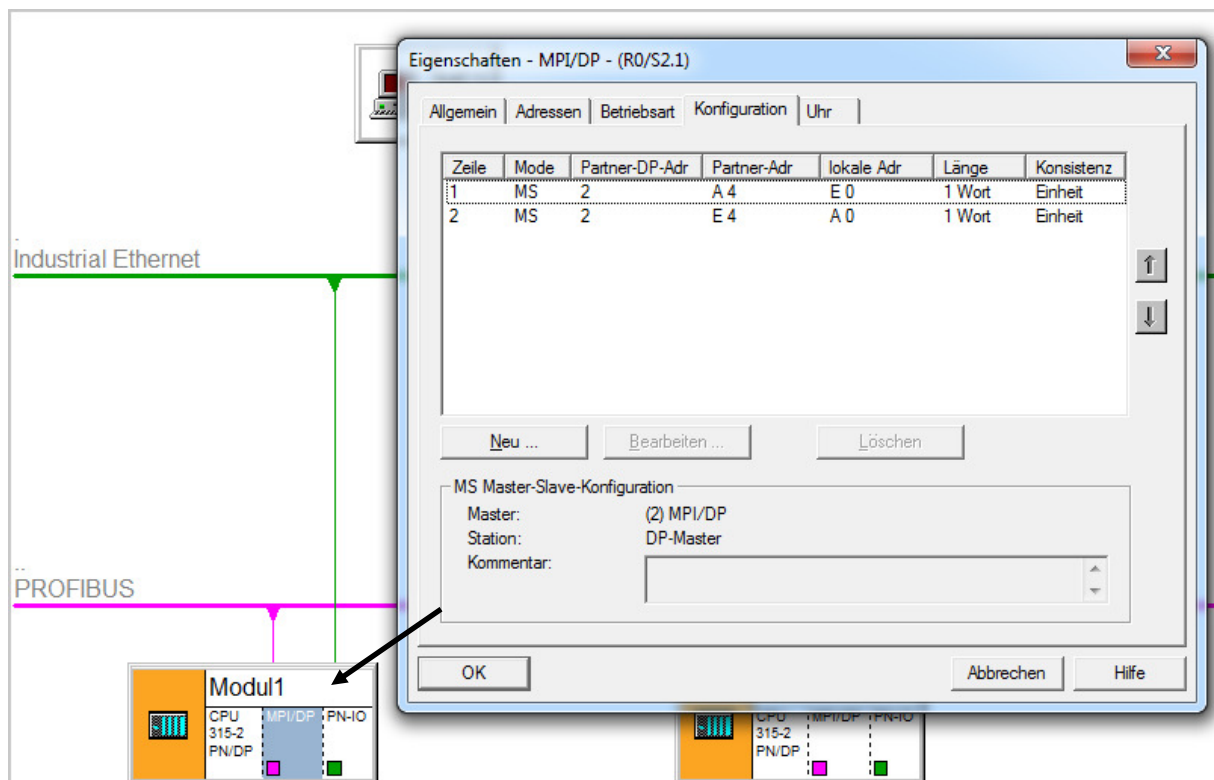 Eigenschaften - MPI/DP - (R0/S2.1)
Allgemein Adressen Betriebsart Konfiguration Uhr
Zeile Mode Partner-DP-Adr Partner-Adr lokale Adr Länge Konsistenz
1 MS 2 A 4 E 0 1 Wort Einheit
2 MS 2 E 4 A 0 1 Wort Einheit
Industrial Ethernet
Neu ... Bearbeiten ... Löschen
MS Master-Slave-Konfiguration
Master: (2) MPI/DP
Station: DP-Master
Kommentar:
PROFIBUS
OK Abbrechen Hilfe
Modul1
CPU 315-2 PN/DP
MPI/DP
PN-IO
CPU 315-2 PN/DP
MPI/DP
PN-IO